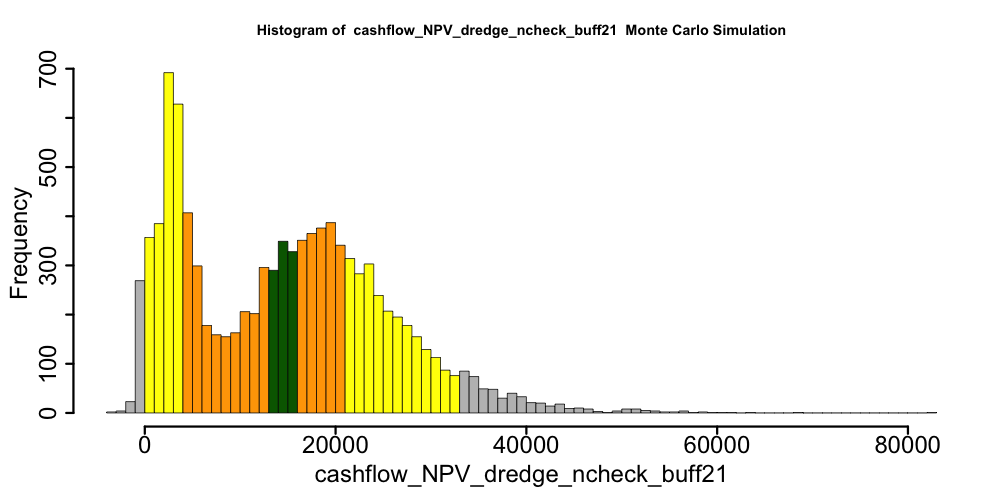 Histogram of cashflow_NPV_dredge_ncheck_buff21 Monte Carlo Simulation
Frequency
700
500
300
100
0
0 20000 40000 60000 80000
cashflow_NPV_dredge_ncheck_buff21